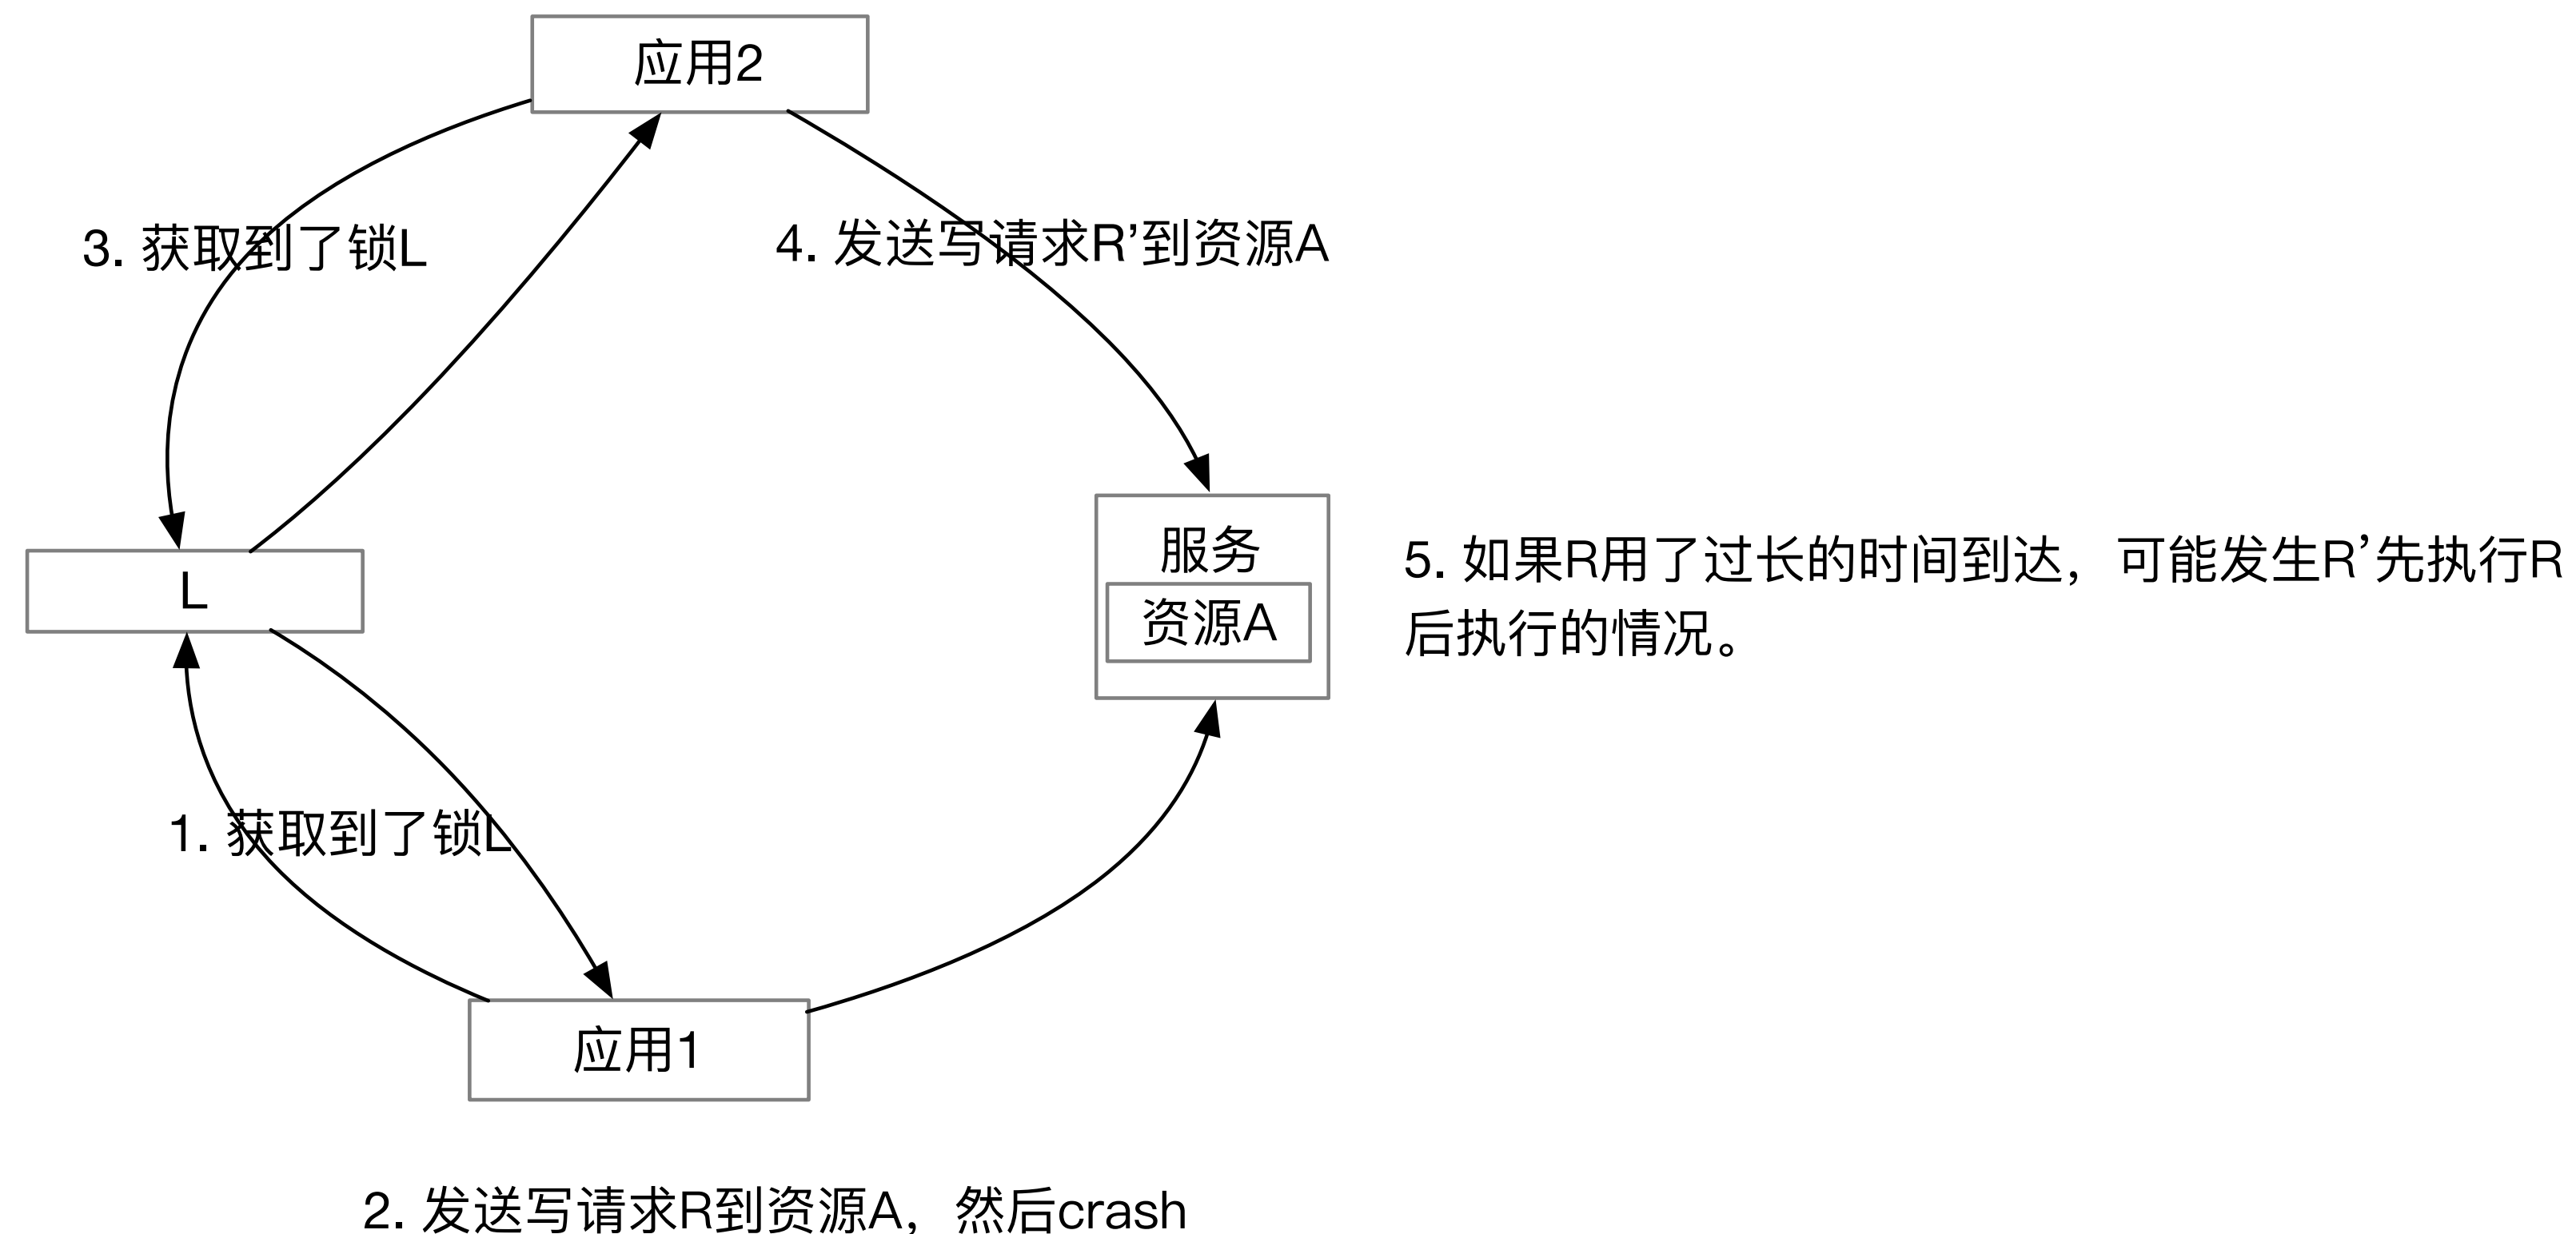 应用2
3. 获取到了锁L
4. 发送写请求R’到资源A
服务
L
资源A
5. 如果R用了过长的时间到达，可能发生R’先执行R
后执行的情况。
1. 获取到了锁L
应用1
2. 发送写请求R到资源A，然后crash